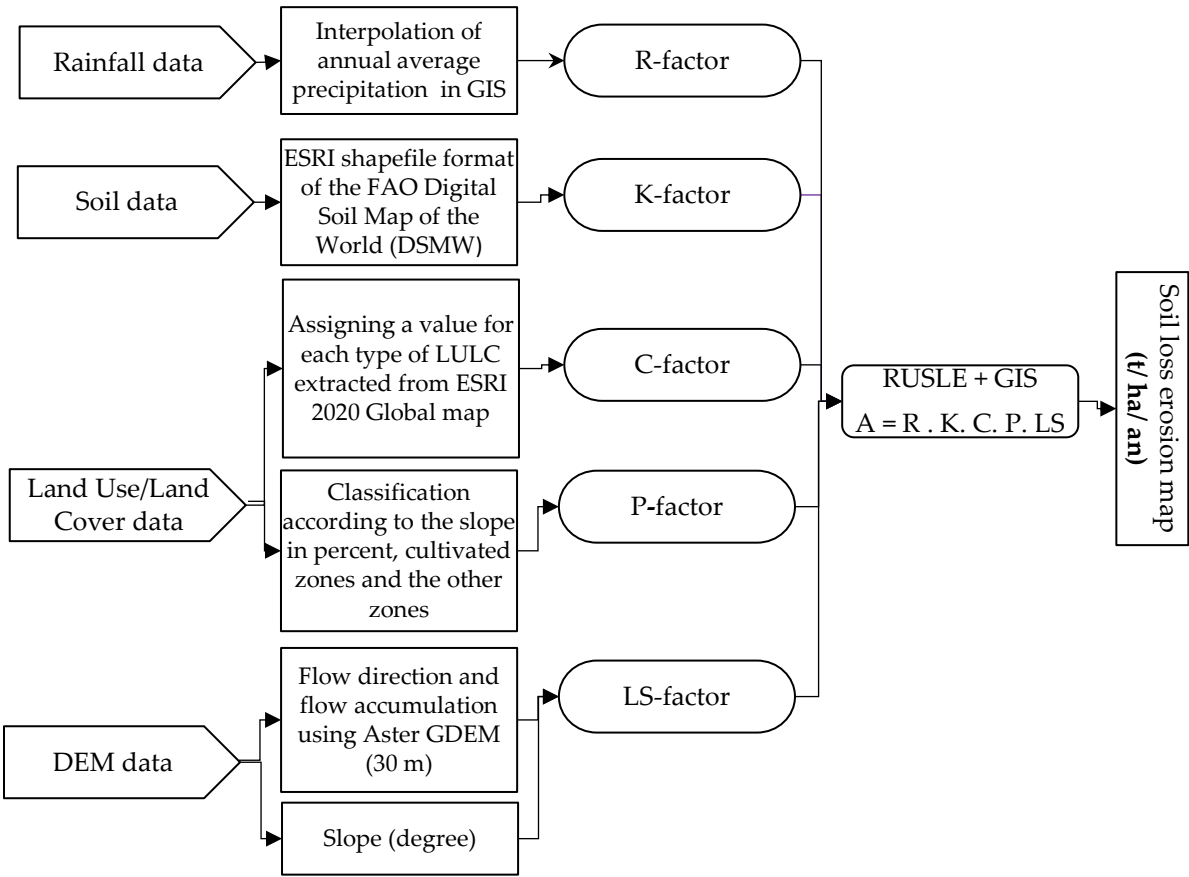 Rainfall data
Interpolation of
annual average
precipitation in GIS
R-factor
Soil data
ESRI shapefile format
of the FAO Digital
Soil Map of the
World (DSMW)
K-factor
Land Use/Land
Cover data
Assigning a value for
each type of LULC
extracted from ESRI
2020 Global map
C-factor
Classification
according to the slope
in percent, cultivated
zones and the other
zones
P-factor
DEM data
Flow direction and
flow accumulation
using Aster GDEM
(30 m)
Slope (degree)
LS-factor
RUSLE + GIS
A = R . K. C. P. LS
Soil loss erosion map
(t/ ha/ an)